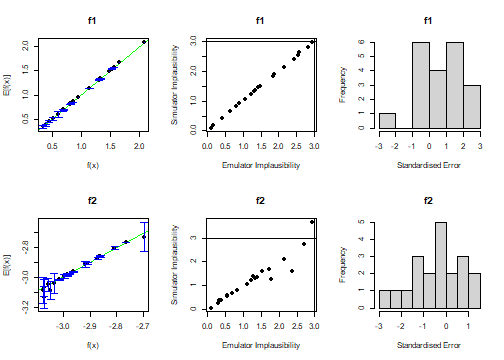 f1
E[f(x)]
0.5 1.0 1.5 2.0
0.5 1.0 1.5 2.0
f(x)
f1
Simulator Implausibility
0.0 0.5 1.0 1.5 2.0 2.5 3.0
0.0 0.5 1.0 1.5 2.0 2.5 3.0
Emulator Implausibility
f1
Frequency
0 1 2 3 4 5 6
-3 -2 -1 0 1 2 3
Standardised Error
f2
E[f(x)]
-3.2 -3.0 -2.8
-3.0 -2.9 -2.8 -2.7
f(x)
f2
Simulator Implausibility
0.0 1.0 2.0 3.0
0.0 0.5 1.0 1.5 2.0 2.5 3.0
Emulator Implausibility
f2
Frequency
0 1 2 3 4 5
-3 -2 -1 0 1
Standardised Error